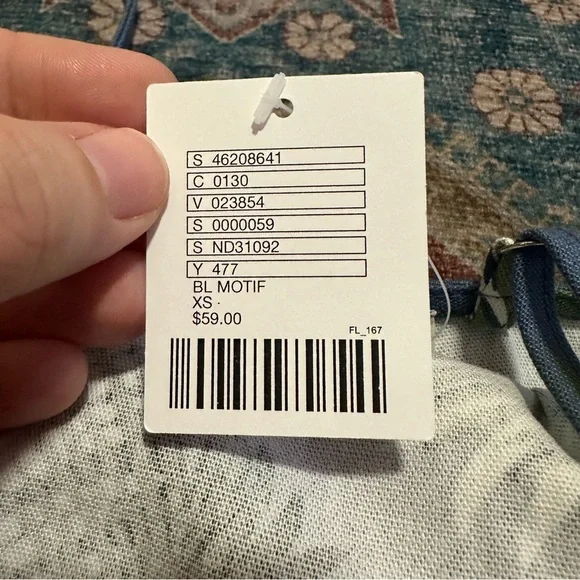 S 46208641
C 0130
V 023854
S 0000059
S ND31092
Y 477
BL MOTIF
XS
$59.00
FL_167